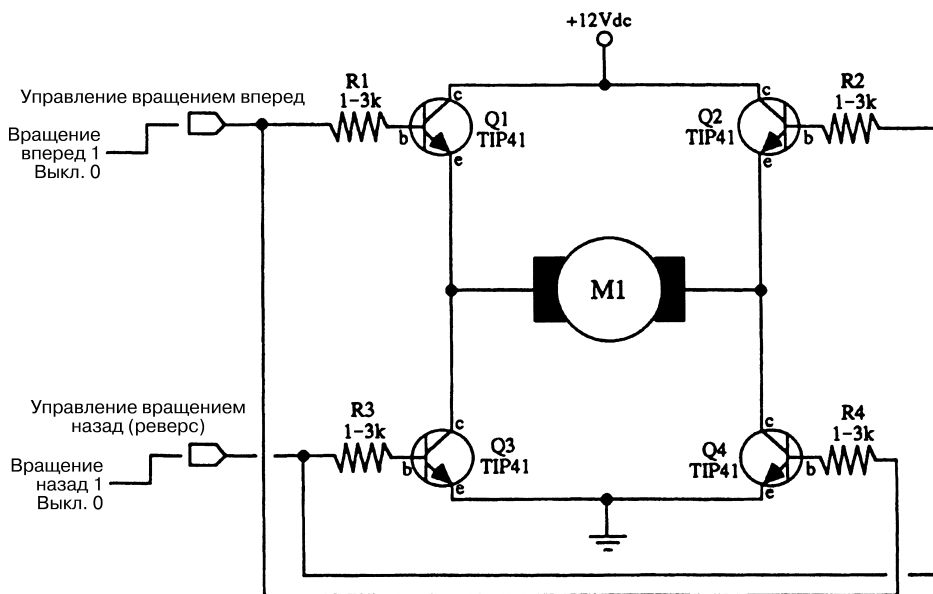 +12Vdc
Управление вращением вперед
Вращение
вперед 1
Выкл. 0
R1
1-3k
b
c
e
Q1
TIP41
Q2
TIP41
c
b
e
R2
1-3k
M1
Управление вращением
назад (реверс)
Вращение
назад 1
Выкл. 0
R3
1-3k
b
c
e
Q3
TIP41
Q4
TIP41
c
b
e
R4
1-3k